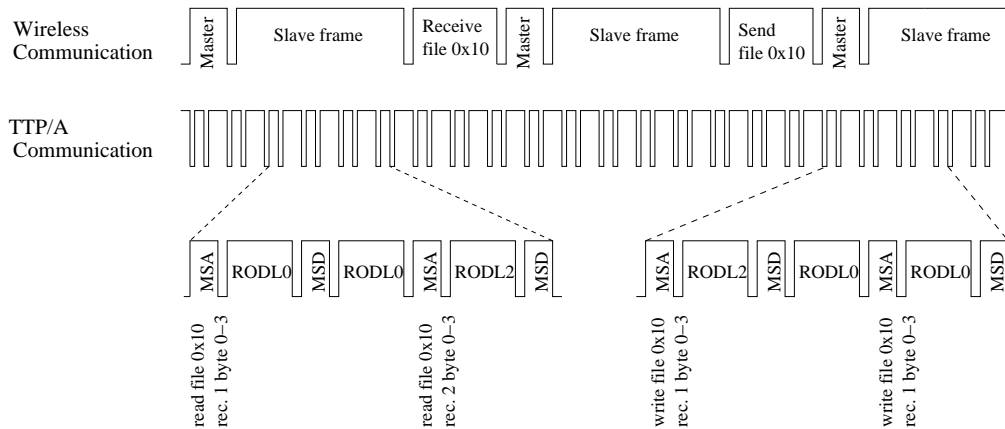 Wireless
Communication
Master
Slave frame
Receive
file 0x10
Master
Slave frame
Send
file 0x10
Master
Slave frame
TTP/A
Communication
MSA
RODL0
MSD
RODL0
MSA
RODL2
MSD
MSA
RODL2
MSD
RODL0
MSA
RODL0
MSD
read file 0x10
rec. 1 byte 0−3
read file 0x10
rec. 2 byte 0−3
write file 0x10
rec. 1 byte 0−3
write file 0x10
rec. 1 byte 0−3